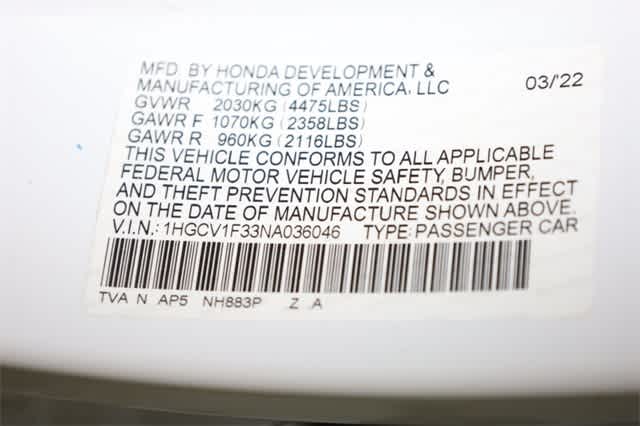 MFD. BY HONDA DEVELOPMENT &
MANUFACTURING OF AMERICA, LLC 03/'22
GVWR 2030KG (4475LBS)
GAWR F 1070KG (2358LBS)
GAWR R 960KG (2116LBS)
THIS VEHICLE CONFORMS TO ALL APPLICABLE
FEDERAL MOTOR VEHICLE SAFETY, BUMPER,
AND THEFT PREVENTION STANDARDS IN EFFECT
ON THE DATE OF MANUFACTURE SHOWN ABOVE.
V.I.N.: 1HGCV1F33NA036046 TYPE: PASSENGER CAR
TVA N AP5 NH883P Z A